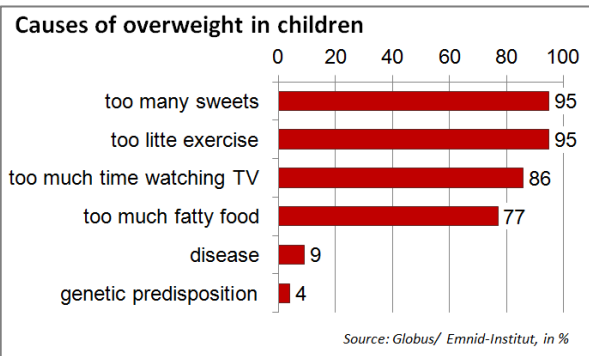 Causes of overweight in children
0 20 40 60 80 100
too many sweets 95
too litte exercise 95
too much time watching TV 86
too much fatty food 77
disease 9
genetic predisposition 4
Source: Globus/ Emnid-Institut, in %